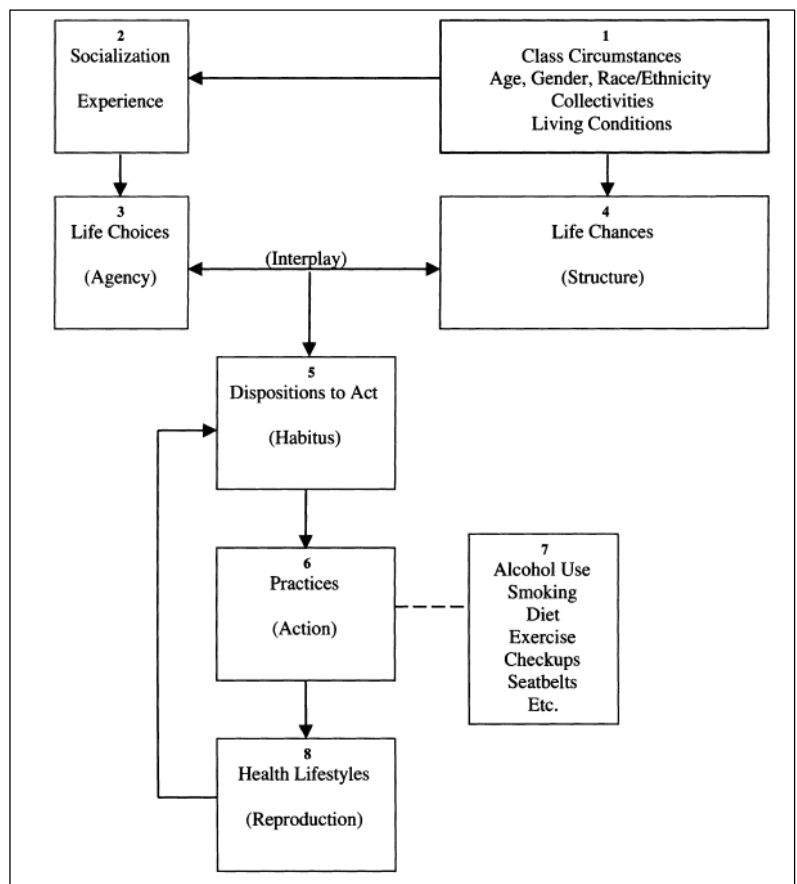 2
Socialization
Experience
1
Class Circumstances
Age, Gender, Race/Ethnicity
Collectivities
Living Conditions
3
Life Choices
(Agency)
(Interplay)
4
Life Chances
(Structure)
5
Dispositions to Act
(Habitus)
6
Practices
(Action)
7
Alcohol Use
Smoking
Diet
Exercise
Checkups
Seatbelts
Etc.
8
Health Lifestyles
(Reproduction)